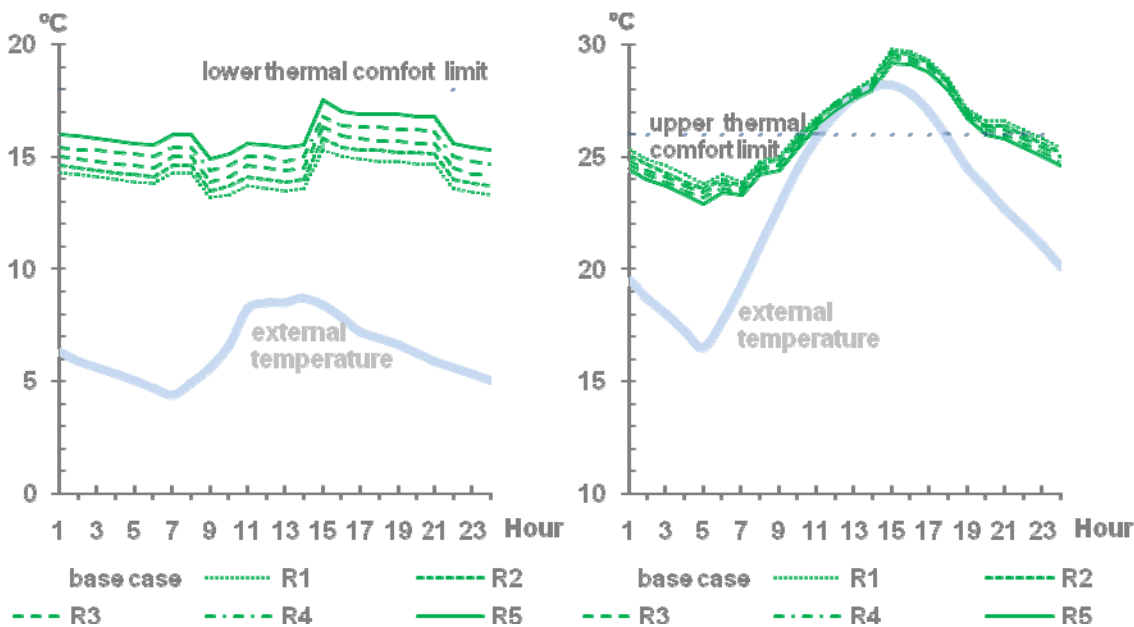 ºC
20
lower thermal comfort limit
15
10
external
temperature
5
0
1 3 5 7 9 11 13 15 17 19 21 23 Hour
base case R1 R2
R3 R4 R5
ºC
30
upper thermal
comfort limit
25
20
external
temperature
15
10
1 3 5 7 9 11 13 15 17 19 21 23 Hour
base case R1 R2
R3 R4 R5